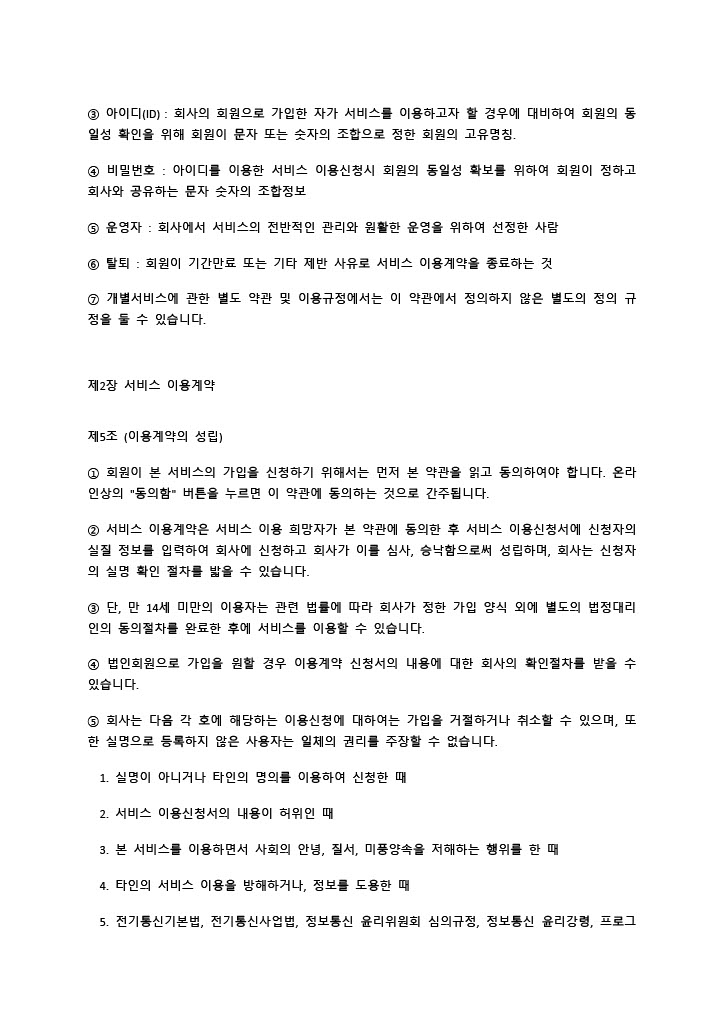 ③ 아이디(ID) : 회사의 회원으로 가입한 자가 서비스를 이용하고자 할 경우에 대비하여 회원의 동
일성 확인을 위해 회원이 문자 또는 숫자의 조합으로 정한 회원의 고유명칭.
④ 비밀번호 : 아이디를 이용한 서비스 이용신청시 회원의 동일성 확보를 위하여 회원이 정하고
회사와 공유하는 문자 숫자의 조합정보
⑤ 운영자 : 회사에서 서비스의 전반적인 관리와 원활한 운영을 위하여 선정한 사람
⑥ 탈퇴 : 회원이 기간만료 또는 기타 제반 사유로 서비스 이용계약을 종료하는 것
⑦ 개별서비스에 관한 별도 약관 및 이용규정에서는 이 약관에서 정의하지 않은 별도의 정의 규
정을 둘 수 있습니다.
제2장 서비스 이용계약
제5조 (이용계약의 성립)
① 회원이 본 서비스의 가입을 신청하기 위해서는 먼저 본 약관을 읽고 동의하여야 합니다. 온라
인상의 "동의함" 버튼을 누르면 이 약관에 동의하는 것으로 간주됩니다.
② 서비스 이용계약은 서비스 이용 희망자가 본 약관에 동의한 후 서비스 이용신청서에 신청자의
실질 정보를 입력하여 회사에 신청하고 회사가 이를 심사, 승낙함으로써 성립하며, 회사는 신청자
의 실명 확인 절차를 밟을 수 있습니다.
③ 단, 만 14세 미만의 이용자는 관련 법률에 따라 회사가 정한 가입 양식 외에 별도의 법정대리
인의 동의절차를 완료한 후에 서비스를 이용할 수 있습니다.
④ 법인회원으로 가입을 원할 경우 이용계약 신청서의 내용에 대한 회사의 확인절차를 받을 수
있습니다.
⑤ 회사는 다음 각 호에 해당하는 이용신청에 대하여는 가입을 거절하거나 취소할 수 있으며, 또
한 실명으로 등록하지 않은 사용자는 일체의 권리를 주장할 수 없습니다.
1. 실명이 아니거나 타인의 명의를 이용하여 신청한 때
2. 서비스 이용신청서의 내용이 허위인 때
3. 본 서비스를 이용하면서 사회의 안녕, 질서, 미풍양속을 저해하는 행위를 한 때
4. 타인의 서비스 이용을 방해하거나, 정보를 도용한 때
5. 전기통신기본법, 전기통신사업법, 정보통신 윤리위원회 심의규정, 정보통신 윤리강령, 프로그